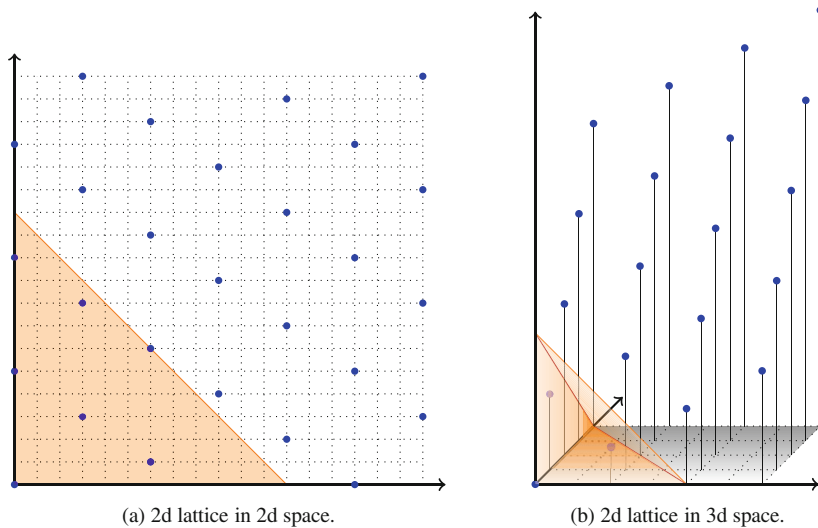 (a) 2d lattice in 2d space.
(b) 2d lattice in 3d space.